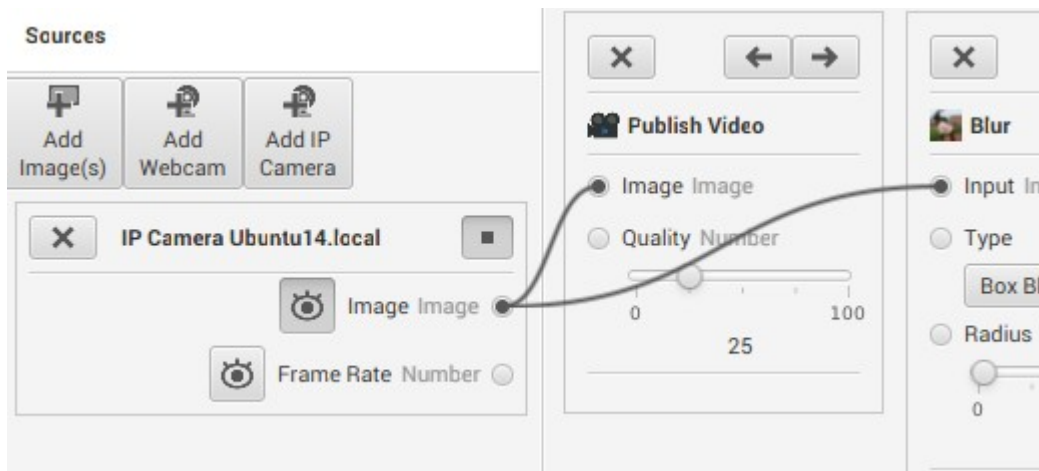 Sources
Add
Image(s)
Add
Webcam
Add IP
Camera
IP Camera Ubuntu14.local
Image Image
Frame Rate Number
Publish Video
Image Image
Quality Number
0 100
25
Blur
Input
Type
Box
Radius
0